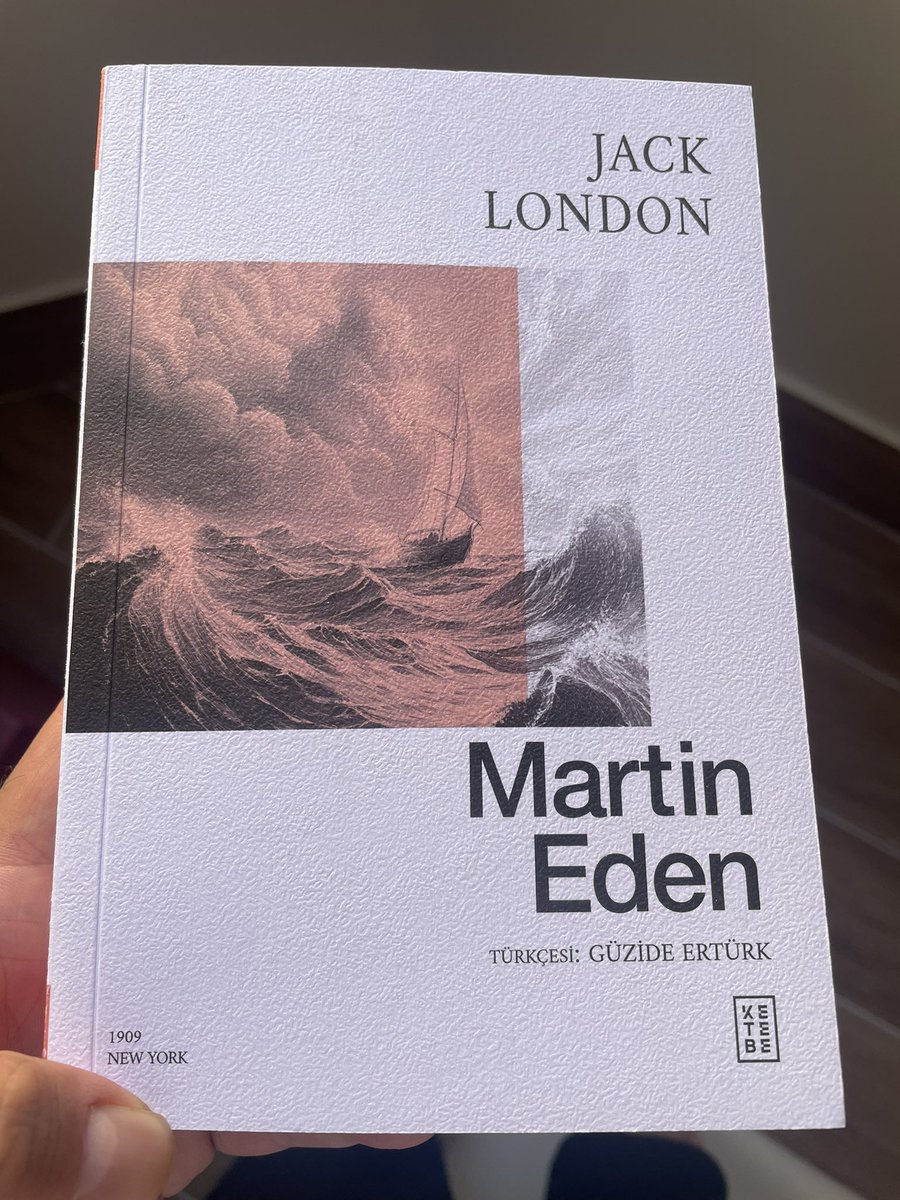 JACK
LONDON
Martin
Eden
TÜRKÇESİ: GÜZİDE ERTÜRK
1909
NEW YORK
KE
TE
BE